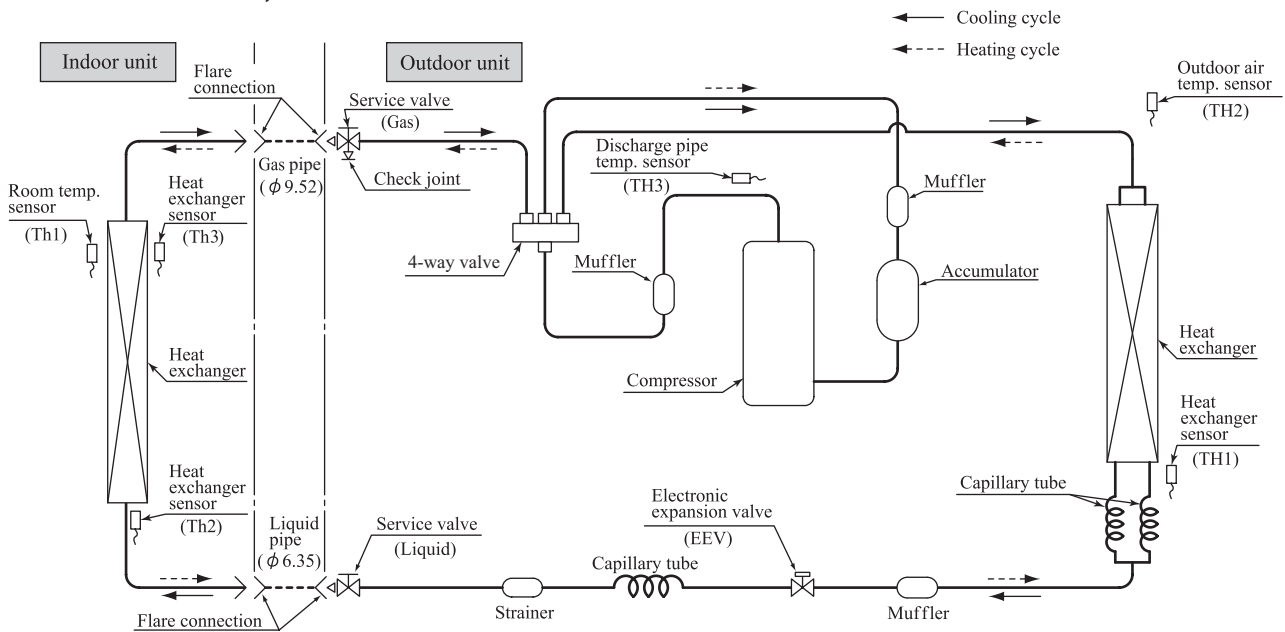 Cooling cycle
Heating cycle
Indoor unit
Outdoor unit
Flare
connection
Service valve
(Gas)
Outdoor air
temp. sensor
(TH2)
Discharge pipe
temp. sensor
(TH3)
Gas pipe
(ϕ9.52)
Check joint
Room temp.
sensor
(Th1)
Heat
exchanger
sensor
(Th3)
Muffler
4-way valve
Muffler
Accumulator
Heat
exchanger
Heat
exchanger
Compressor
Heat
exchanger
sensor
(TH1)
Heat
exchanger
sensor
(Th2)
Capillary tube
Liquid
pipe
(ϕ6.35)
Service valve
(Liquid)
Electronic
expansion valve
(EEV)
Capillary tube
Strainer
Muffler
Flare connection